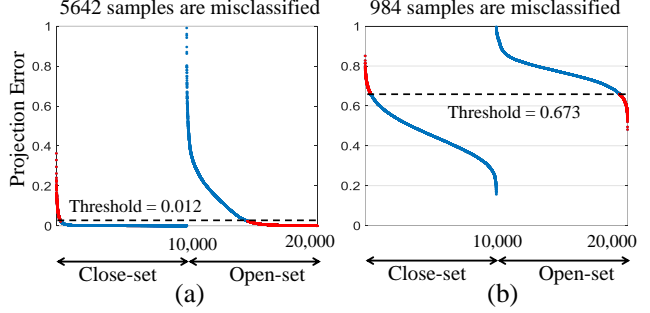 5642 samples are misclassified
984 samples are misclassified
Projection Error
1
0.8
0.6
0.4
0.2
0
Threshold = 0.012
10,000
20,000
Close-set
Open-set
(a)
1
0.8
0.6
0.4
0.2
0
Threshold = 0.673
10,000
20,000
Close-set
Open-set
(b)